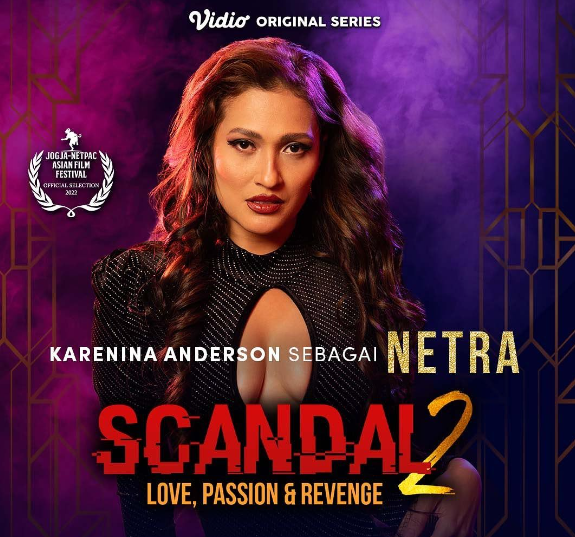 Vidio ORIGINAL SERIES
JOGJA-NETPAC
ASIAN FILM
FESTIVAL
OFFICIAL SELECTION
2022
KARENINA ANDERSON SEBAGAI NETRA
SCANDAL 2
LOVE, PASSION & REVENGE